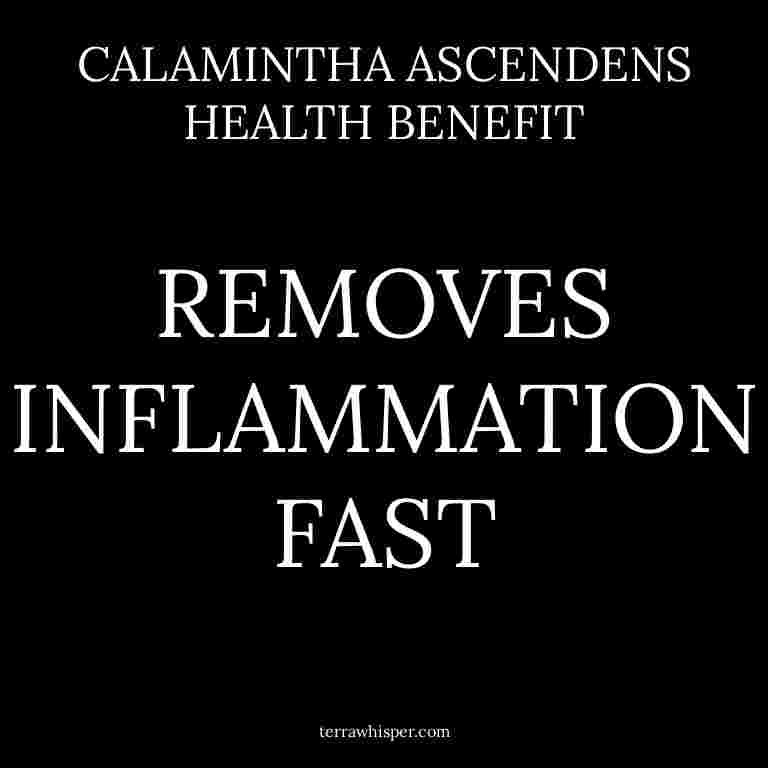 CALAMINTHA ASCENDENS
HEALTH BENEFIT
REMOVES
INFLAMMATION
FAST
terrawhisper.com